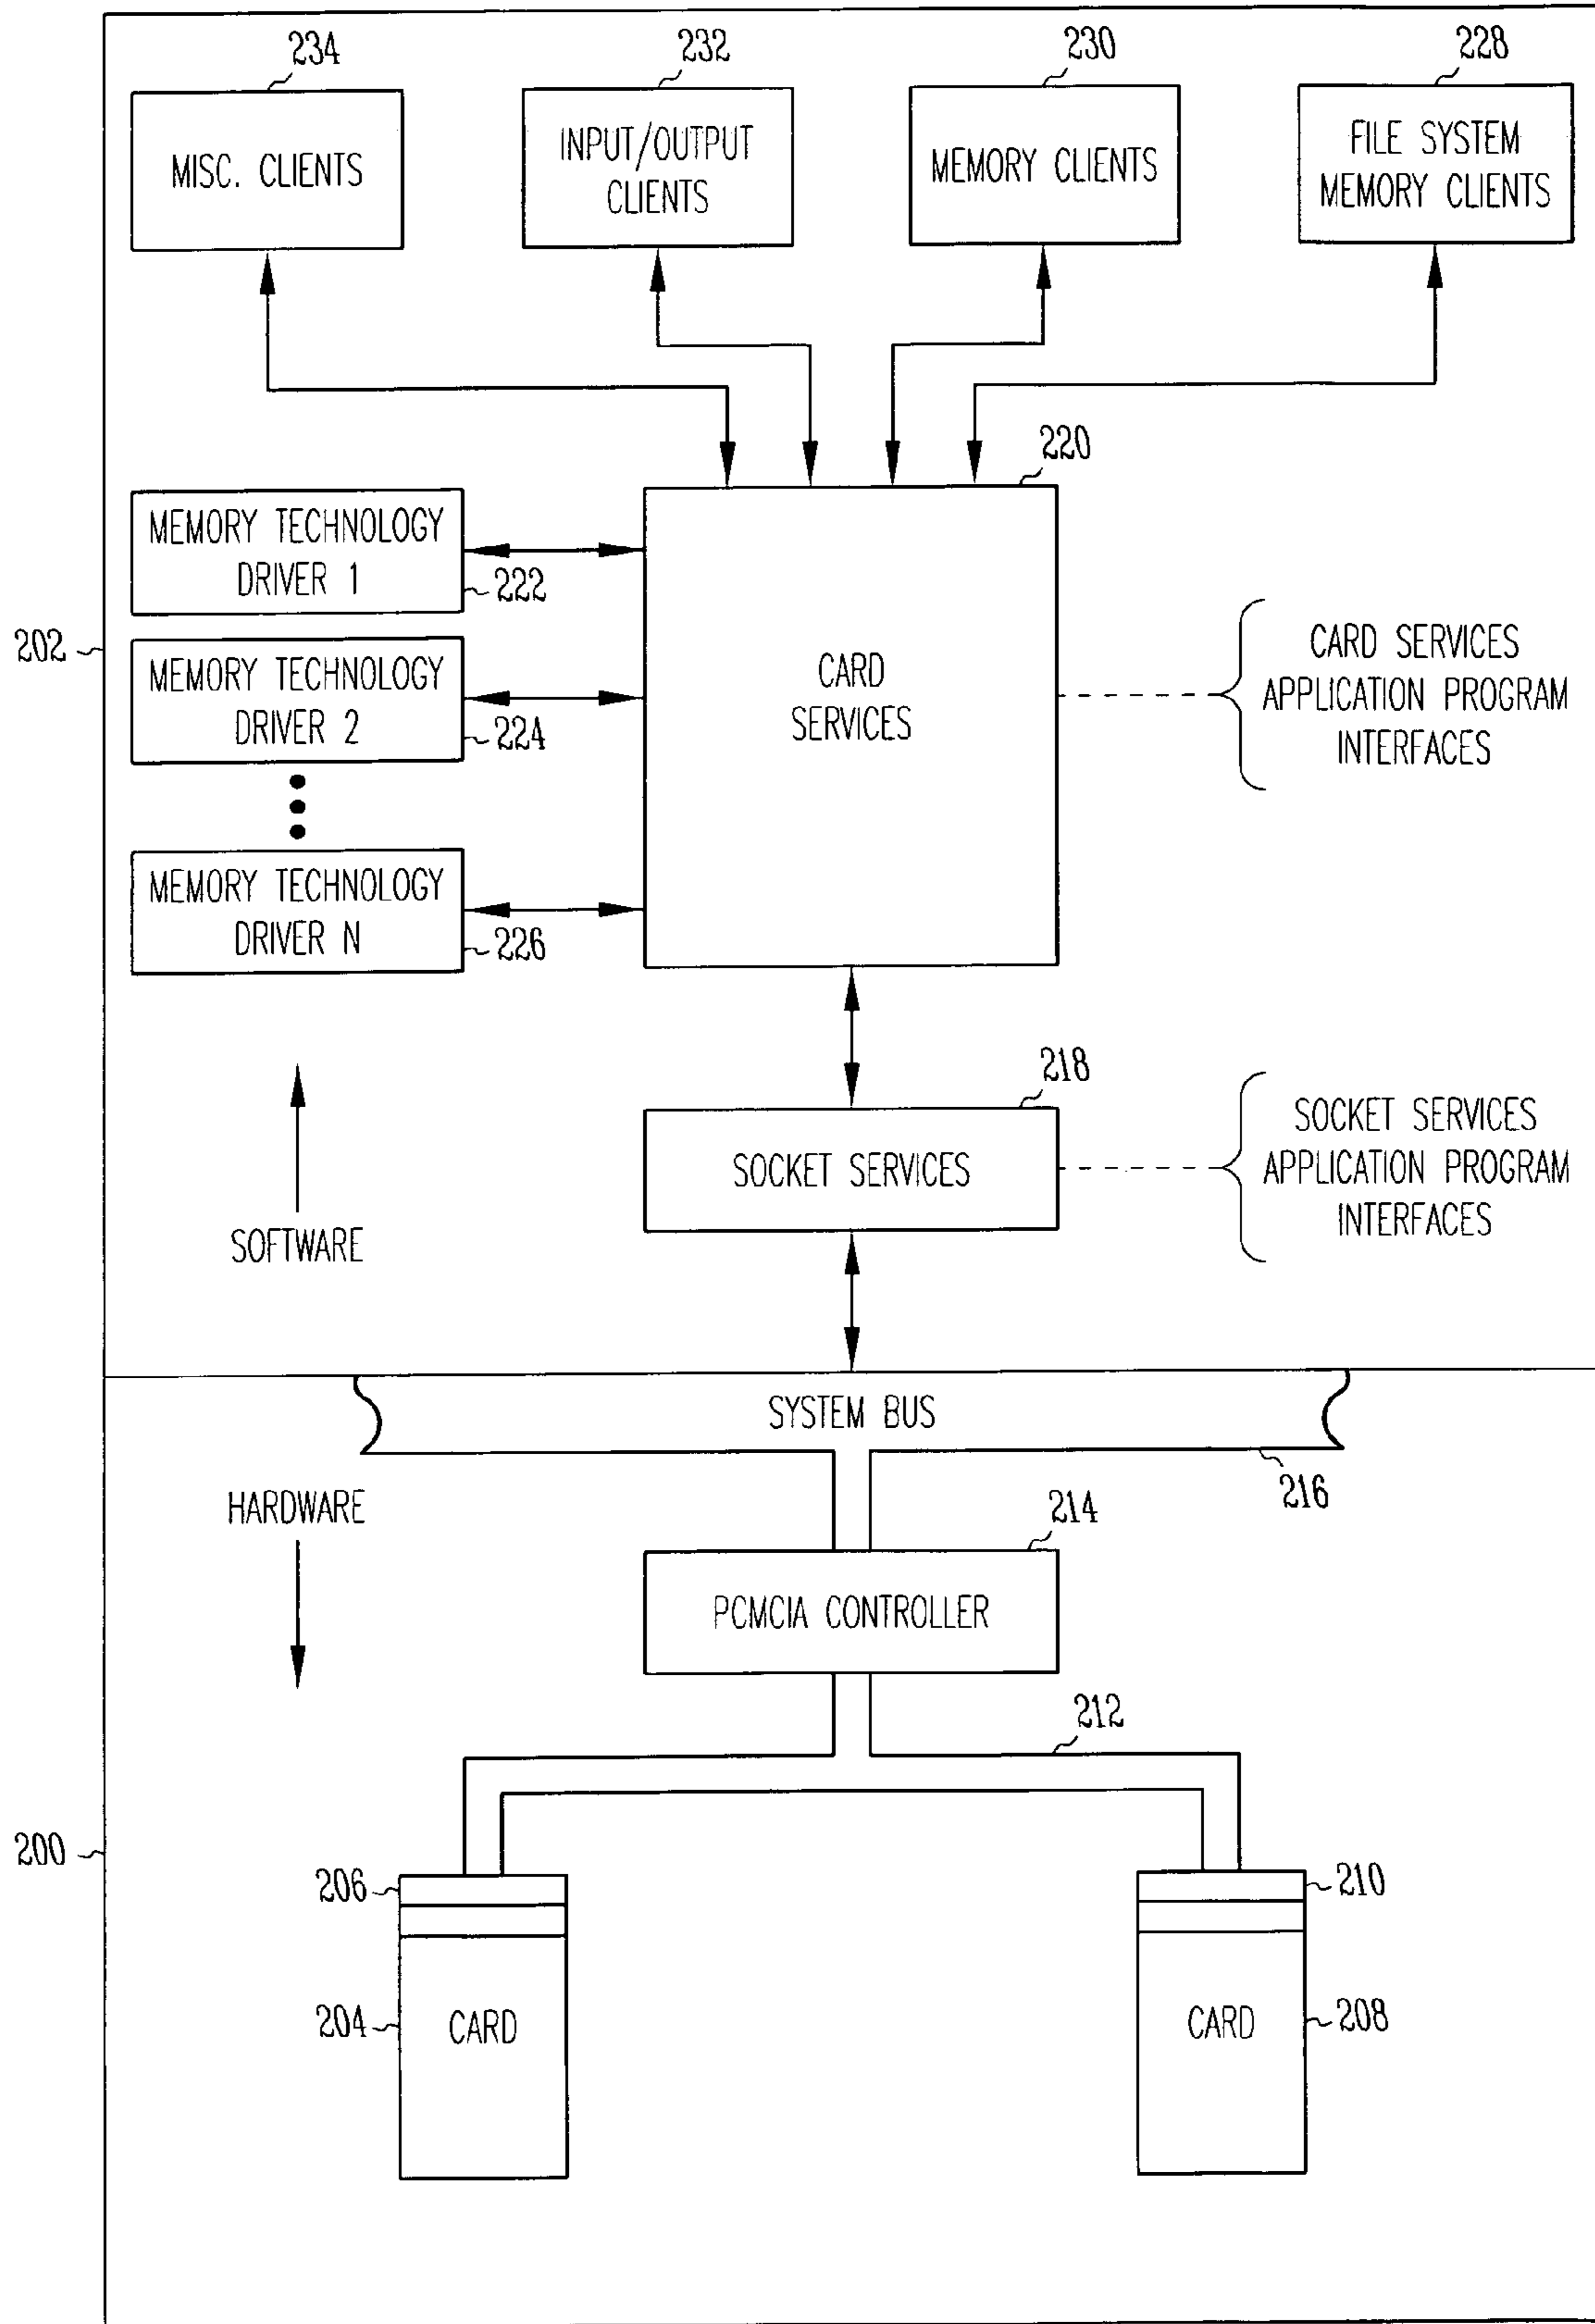 234
232
230
228
MISC. CLIENTS
INPUT/OUTPUT
CLIENTS
MEMORY CLIENTS
FILE SYSTEM
MEMORY CLIENTS
220
MEMORY TECHNOLOGY
DRIVER 1
222
202
MEMORY TECHNOLOGY
DRIVER 2
224
CARD
SERVICES
CARD SERVICES
APPLICATION PROGRAM
INTERFACES
MEMORY TECHNOLOGY
DRIVER N
226
218
SOCKET SERVICES
SOCKET SERVICES
APPLICATION PROGRAM
INTERFACES
SOFTWARE
SYSTEM BUS
216
HARDWARE
214
PCMCIA CONTROLLER
212
200
206
210
204
CARD
CARD
208